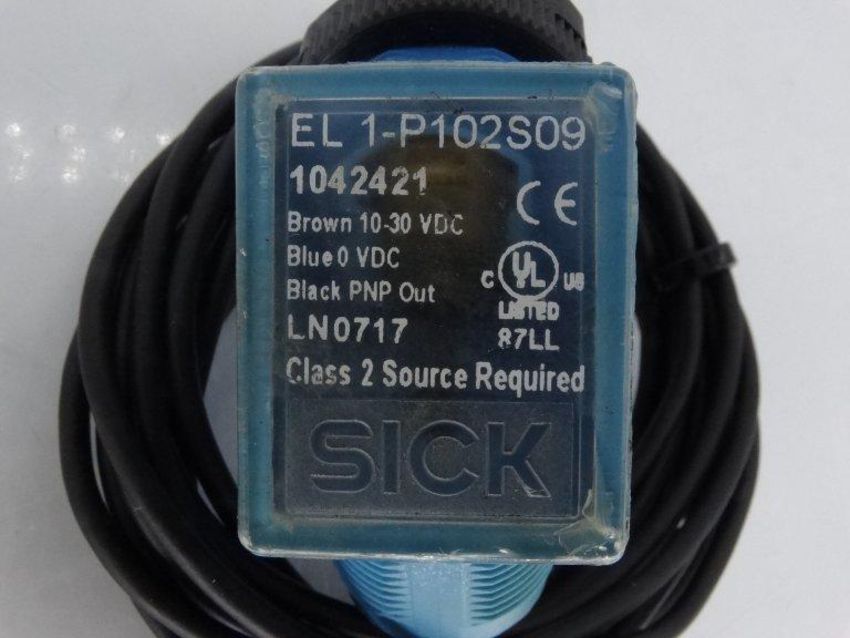 EL 1-P102S09
1042421
CE
Brown 10-30 VDC
Blue 0 VDC
Black PNP Out
C UL US
LISTED
LN0717
87LL
Class 2 Source Required
SICK